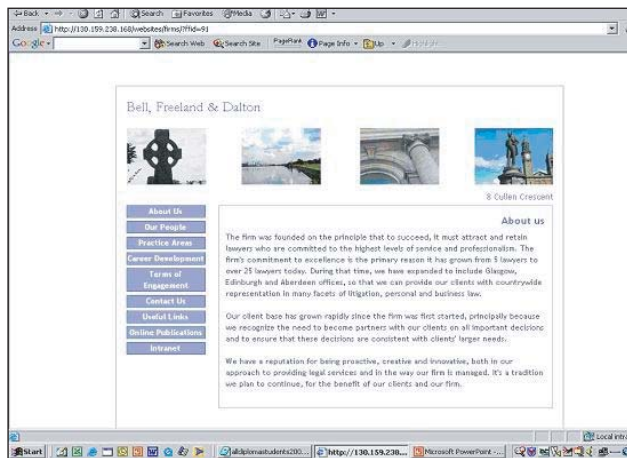 Back Search Favorites Media
Address http://130.159.238.168/websites/firms/?ffid=91
Google Search Web Search Site PageRank Page Info Up
Bell, Freeland & Dalton
8 Cullen Crescent
About Us
Our People
Practice Areas
Career Development
Terms of
Engagement
Contact Us
Useful Links
Online Publications
Intranet
About us
The firm was founded on the principle that to succeed, it must attract and retain
lawyers who are committed to the highest levels of service and professionalism. The
firm's commitment to excellence is the primary reason it has grown from 5 lawyers to
over 25 lawyers today. During that time, we have expanded to include Glasgow,
Edinburgh and Aberdeen offices, so that we can provide our clients with countrywide
representation in many facets of litigation, personal and business law.
Our client base has grown rapidly since the firm was first started, principally because
we recognize the need to become partners with our clients on all important decisions
and to ensure that these decisions are consistent with clients' larger needs.
We have a reputation for being proactive, creative and innovative, both in our
approach to providing legal services and in the way our firm is managed. It's a tradition
we plan to continue, for the benefit of our clients and our firm.
Local intra
Start alldiplomastudents200... http://130.159.238... Microsoft PowerPoint -...